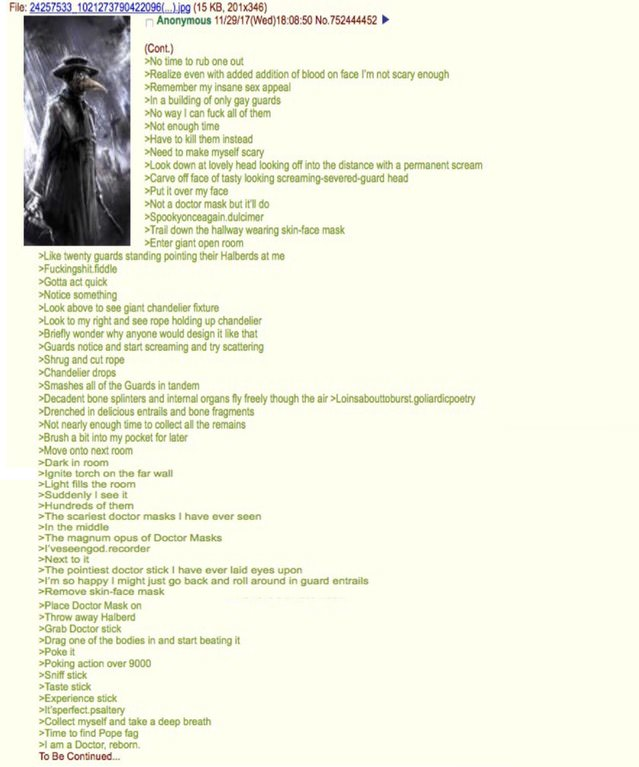 File: 24257533_1021273790422096(...).jpg (15 KB, 201x346)
Anonymous 11/29/17(Wed)18:08:50 No.752444452
(Cont.)
>No time to rub one out
>Realize even with added addition of blood on face I'm not scary enough
>Remember my insane sex appeal
>In a building of only gay guards
>No way I can fuck all of them
>Not enough time
>Have to kill them instead
>Need to make myself scary
>Look down at lovely head looking off into the distance with a permanent scream
>Carve off face of tasty looking screaming-severed-guard head
>Put it over my face
>Not a doctor mask but it'll do
>Spookyonceagain.dulcimer
>Trail down the hallway wearing skin-face mask
>Enter giant open room
>Like twenty guards standing pointing their Halberds at me
>Fuckingshit.fiddle
>Gotta act quick
>Notice something
>Look above to see giant chandelier fixture
>Look to my right and see rope holding up chandelier
>Briefly wonder why anyone would design it like that
>Guards notice and start screaming and try scattering
>Shrug and cut rope
>Chandelier drops
>Smashes all of the Guards in tandem
>Decadent bone splinters and internal organs fly freely though the air >Loinsabouttoburst.goliardicpoetry
>Drenched in delicious entrails and bone fragments
>Not nearly enough time to collect all the remains
>Brush a bit into my pocket for later
>Move onto next room
>Dark in room
>Ignite torch on the far wall
>Light fills the room
>Suddenly I see it
>Hundreds of them
>The scariest doctor masks I have ever seen
>In the middle
>The magnum opus of Doctor Masks
>I'veseengod.recorder
>Next to it
>The pointiest doctor stick I have ever laid eyes upon
>I'm so happy I might just go back and roll around in guard entrails
>Remove skin-face mask
>Place Doctor Mask on
>Throw away Halberd
>Grab Doctor stick
>Drag one of the bodies in and start beating it
>Poke it
>Poking action over 9000
>Sniff stick
>Taste stick
>Experience stick
>It'sperfect.psaltery
>Collect myself and take a deep breath
>Time to find Pope fag
>I am a Doctor, reborn.
To Be Continued...